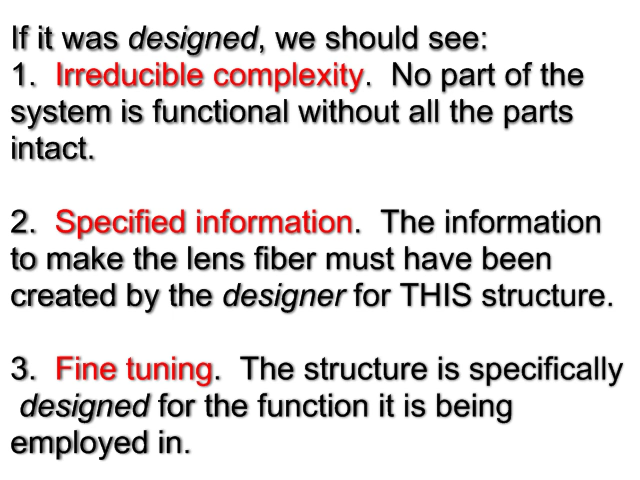 If it was designed, we should see:
1.  Irreducible complexity.  No part of the
system is functional without all the parts
intact.
2.  Specified information.  The information
to make the lens fiber must have been
created by the designer for THIS structure.
3.  Fine tuning.  The structure is specifically
designed for the function it is being
employed in.